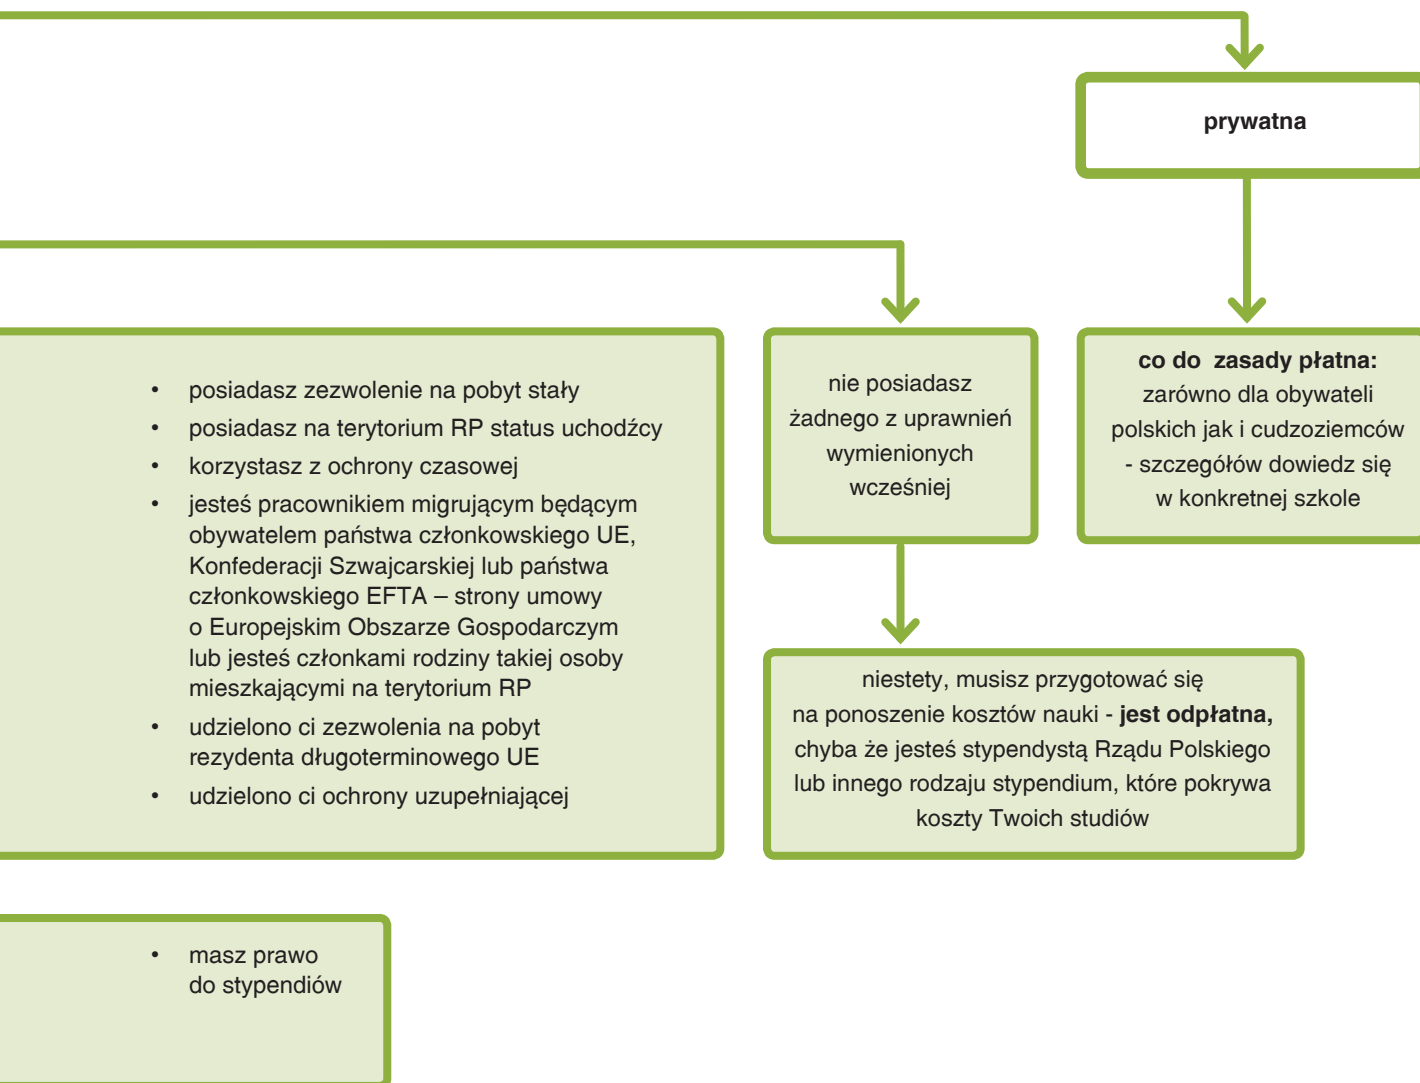 prywatna
• posiadasz zezwolenie na pobyt stały
• posiadasz na terytorium RP status uchodźcy
• korzystasz z ochrony czasowej
• jesteś pracownikiem migrującym będącym
obywatelem państwa członkowskiego UE,
Konfederacji Szwajcarskiej lub państwa
członkowskiego EFTA – strony umowy
o Europejskim Obszarze Gospodarczym
lub jesteś członkami rodziny takiej osoby
mieszkającymi na terytorium RP
• udzielono ci zezwolenia na pobyt
rezydenta długoterminowego UE
• udzielono ci ochrony uzupełniającej
nie posiadasz
żadnego z uprawnień
wymienionych
wcześniej
co do zasady płatna:
zarówno dla obywateli
polskich jak i cudzoziemców
- szczegółów dowiedz się
w konkretnej szkole
niestety, musisz przygotować się
na ponoszenie kosztów nauki - jest odpłatna,
chyba że jesteś stypendystą Rządu Polskiego
lub innego rodzaju stypendium, które pokrywa
koszty Twoich studiów
• masz prawo
do stypendiów